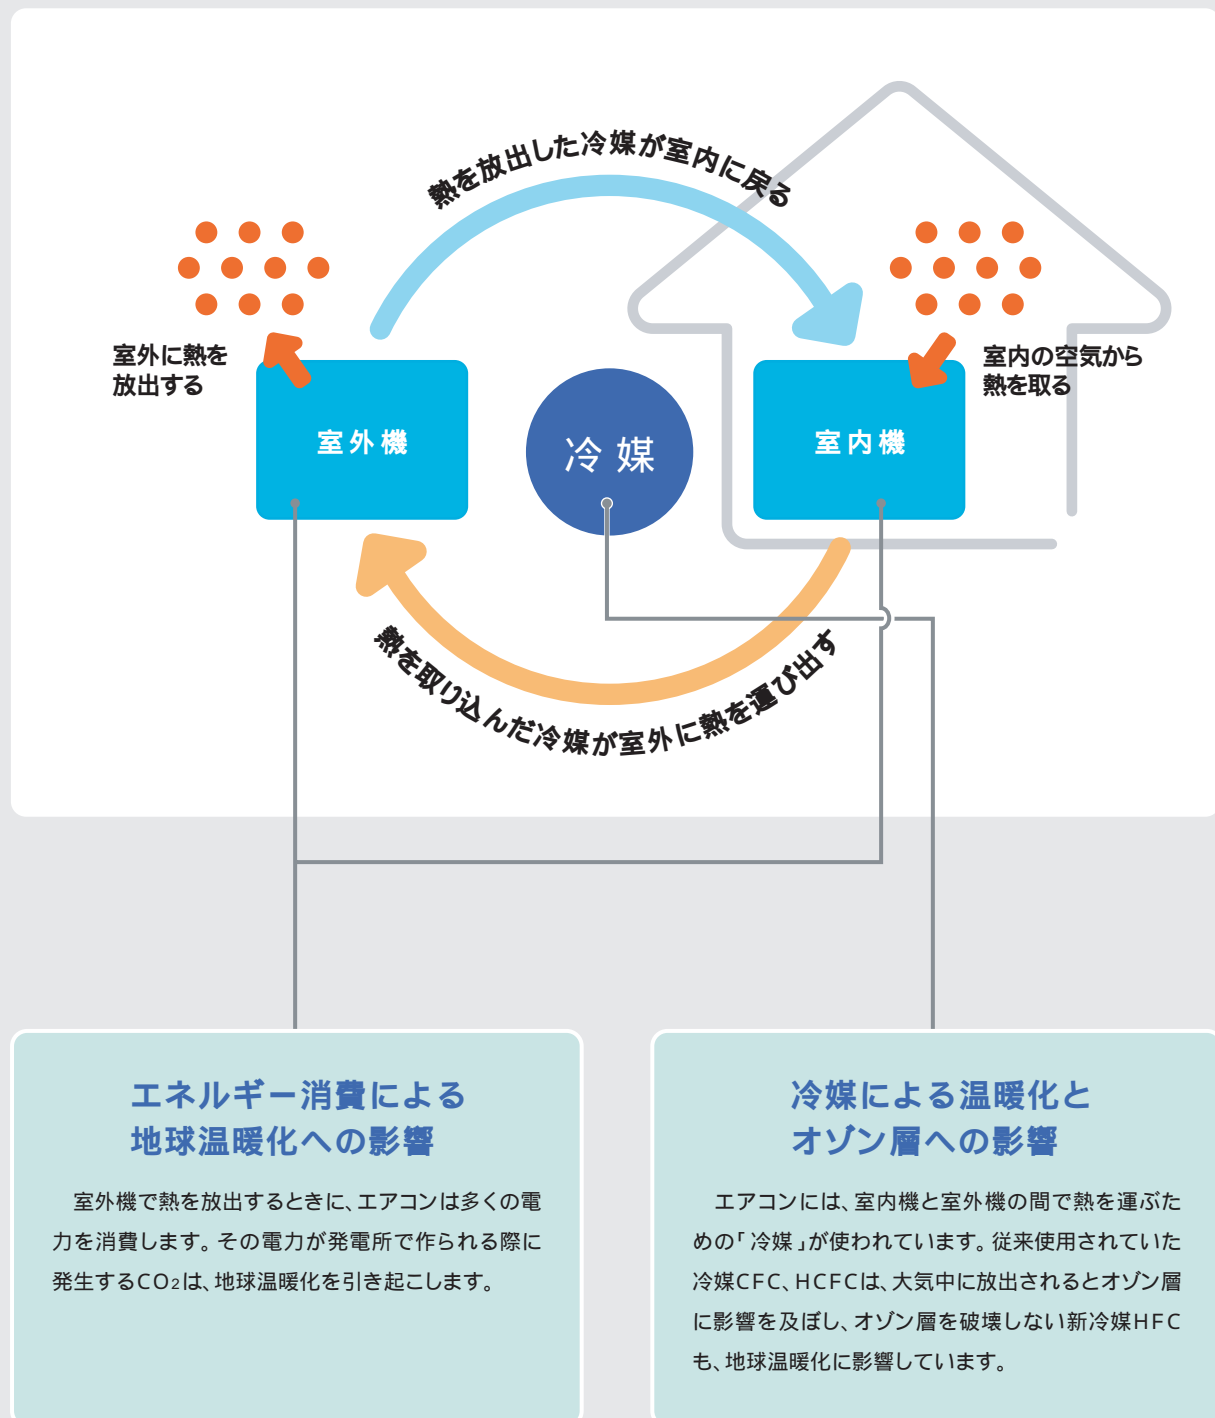 熱を放出した冷媒が室内に戻る
室外に熱を
放出する
室内の空気から
熱を取る
室外機
冷媒
室内機
熱を取り込んだ冷媒が室外に熱を運び出す
エネルギー消費による
地球温暖化への影響
室外機で熱を放出するときに、エアコンは多くの電
力を消費します。その電力が発電所で作られる際に
発生するCO2は、地球温暖化を引き起こします。
冷媒による温暖化と
オゾン層への影響
エアコンには、室内機と室外機の間で熱を運ぶた
めの「冷媒」が使われています。従来使用されていた
冷媒CFC、HCFCは、大気中に放出されるとオゾン層
に影響を及ぼし、オゾン層を破壊しない新冷媒HFC
も、地球温暖化に影響しています。